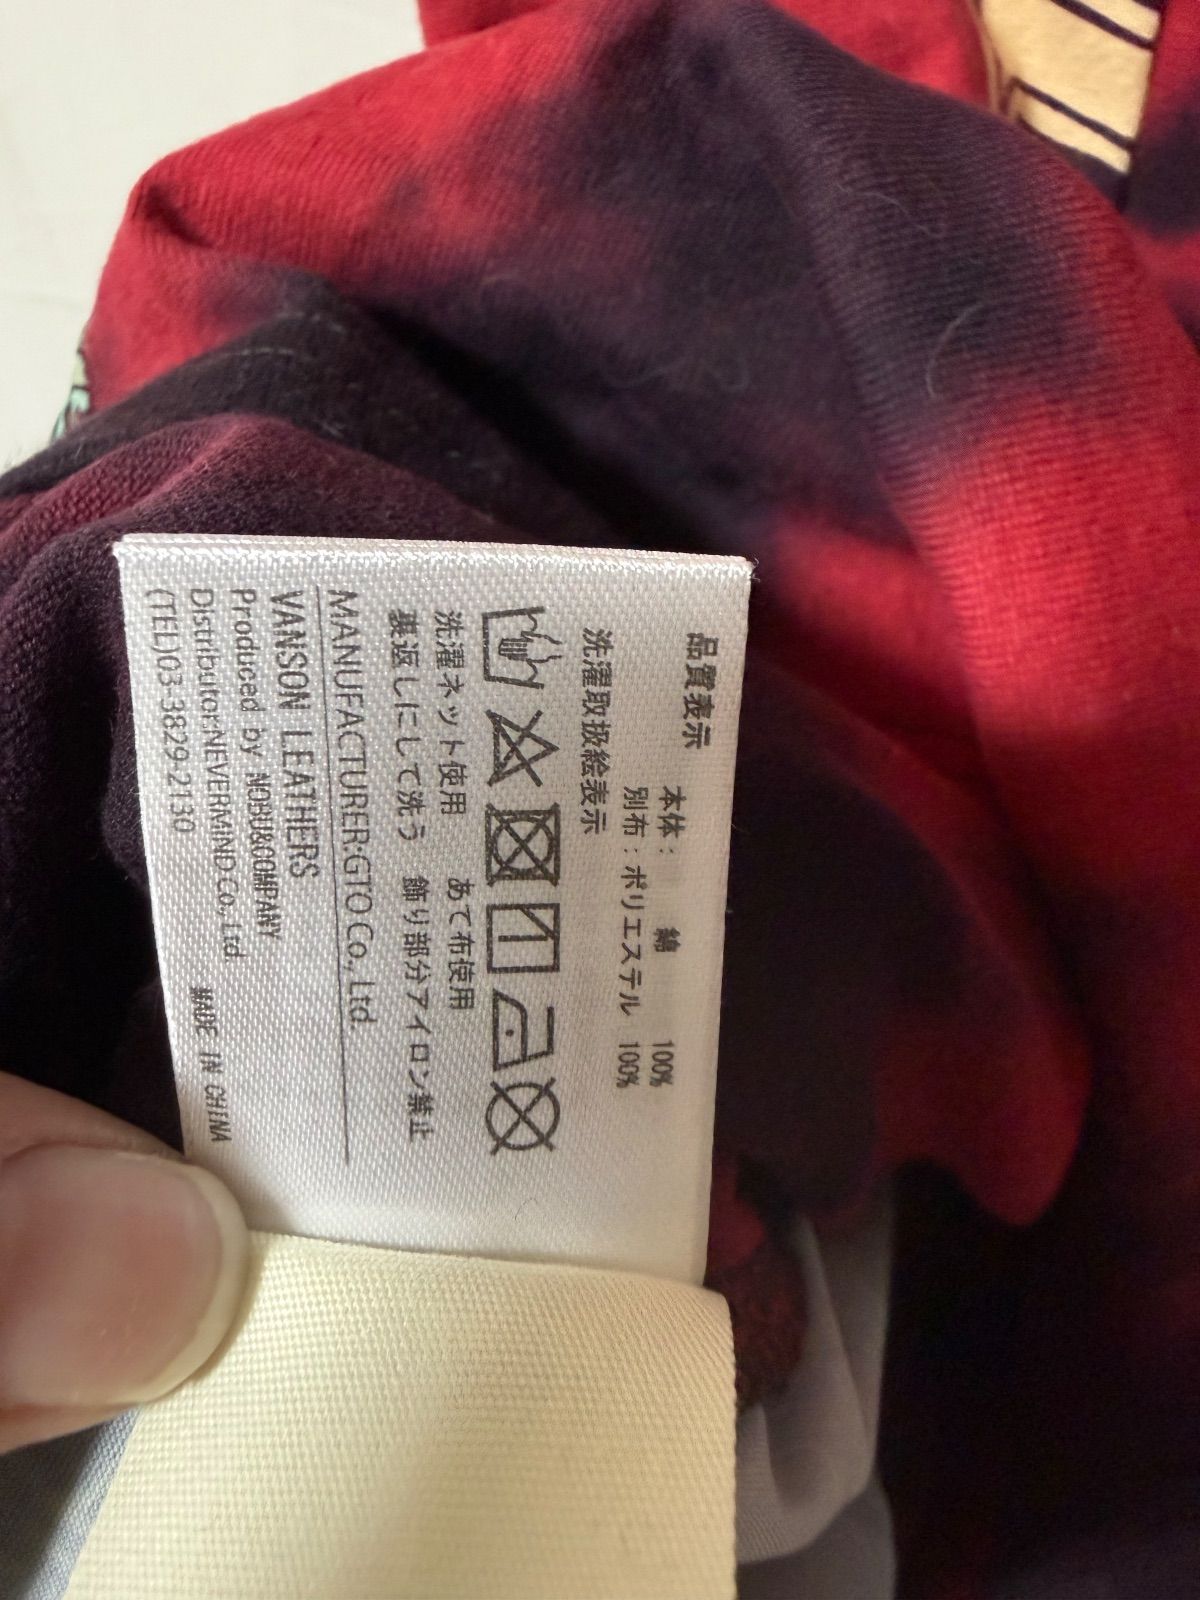 品質表示
本体： 綿 100%
別布：ポリエステル 100%
洗濯取扱絵表示
洗濯ネット使用 あて布使用
裏返しにして洗う 飾り部分アイロン禁止
MANUFACTURER:GTO Co., Ltd.
VANSON LEATHERS
Produced by NOBU&COMPANY
Distributor:NEVERMIND Co., Ltd
(TEL)03-3829-2130 MADE IN CHINA